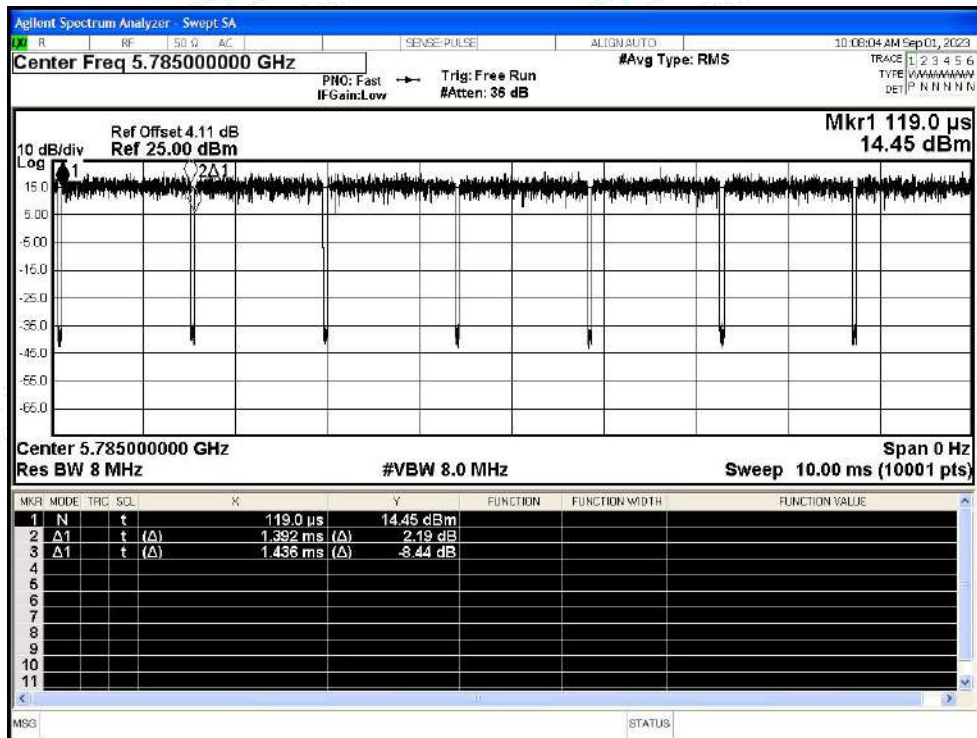 Agilent Spectrum Analyzer - Swept SA
LXI R RF 50 Ω AC SENSE:PULSE ALIGN AUTO 10:08:04 AM Sep 01, 2023
Center Freq 5.785000000 GHz #Avg Type: RMS TRACE 1 2 3 4 5 6
PNO: Fast Trig: Free Run TYPE
IFGain:Low #Atten: 36 dB DET P N N N N N
Mkr1 119.0 µs
Ref Offset 4.11 dB
10 dB/div Ref 25.00 dBm 14.45 dBm
Log
1 2Δ1
15.0
5.00
-5.00
-15.0
-25.0
-35.0
-45.0
-55.0
-65.0
Center 5.785000000 GHz Span 0 Hz
Res BW 8 MHz #VBW 8.0 MHz Sweep 10.00 ms (10001 pts)
MKR MODE TRC SCL X Y FUNCTION FUNCTION WIDTH FUNCTION VALUE
1 N t 119.0 µs 14.45 dBm
2 Δ1 t (Δ) 1.392 ms (Δ) 2.19 dB
3 Δ1 t (Δ) 1.436 ms (Δ) -8.44 dB
4
5
6
7
8
9
10
11
MSG STATUS